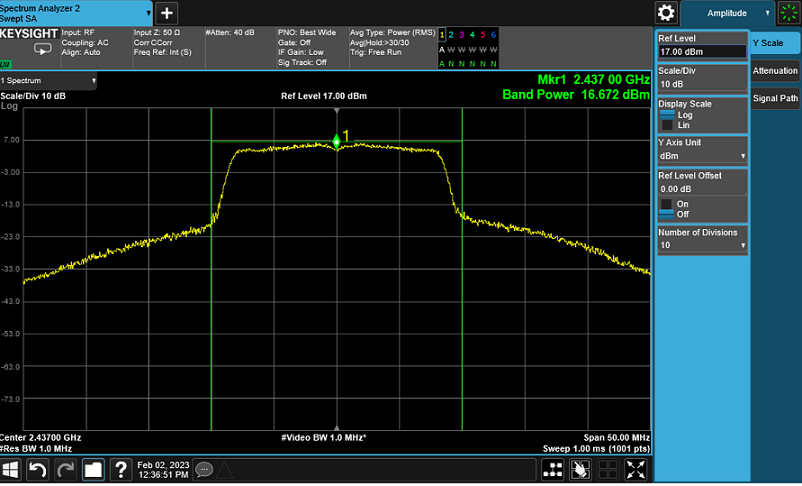 Spectrum Analyzer 2
Swept SA
+
Amplitude
KEYSIGHT
Input: RF
Coupling: AC
Align: Auto
Input Z: 50 Ω
Corr CCorr
Freq Ref: Int (S)
#Atten: 40 dB
PNO: Best Wide
Gate: Off
IF Gain: Low
Sig Track: Off
Avg Type: Power (RMS)
Avg|Hold:>30/30
Trig: Free Run
1 2 3 4 5 6
A W W W W W
A N N N N N
LXI
1 Spectrum
Scale/Div 10 dB
Ref Level 17.00 dBm
Mkr1 2.437 00 GHz
Band Power 16.672 dBm
Log
1
7.00
-3.00
-13.0
-23.0
-33.0
-43.0
-53.0
-63.0
-73.0
Center 2.43700 GHz
#Res BW 1.0 MHz
#Video BW 1.0 MHz*
Span 50.00 MHz
Sweep 1.00 ms (1001 pts)
Ref Level
17.00 dBm
Scale/Div
10 dB
Display Scale
Log
Lin
Y Axis Unit
dBm
Ref Level Offset
0.00 dB
On
Off
Number of Divisions
10
Y Scale
Attenuation
Signal Path
?
Feb 02, 2023
12:36:51 PM